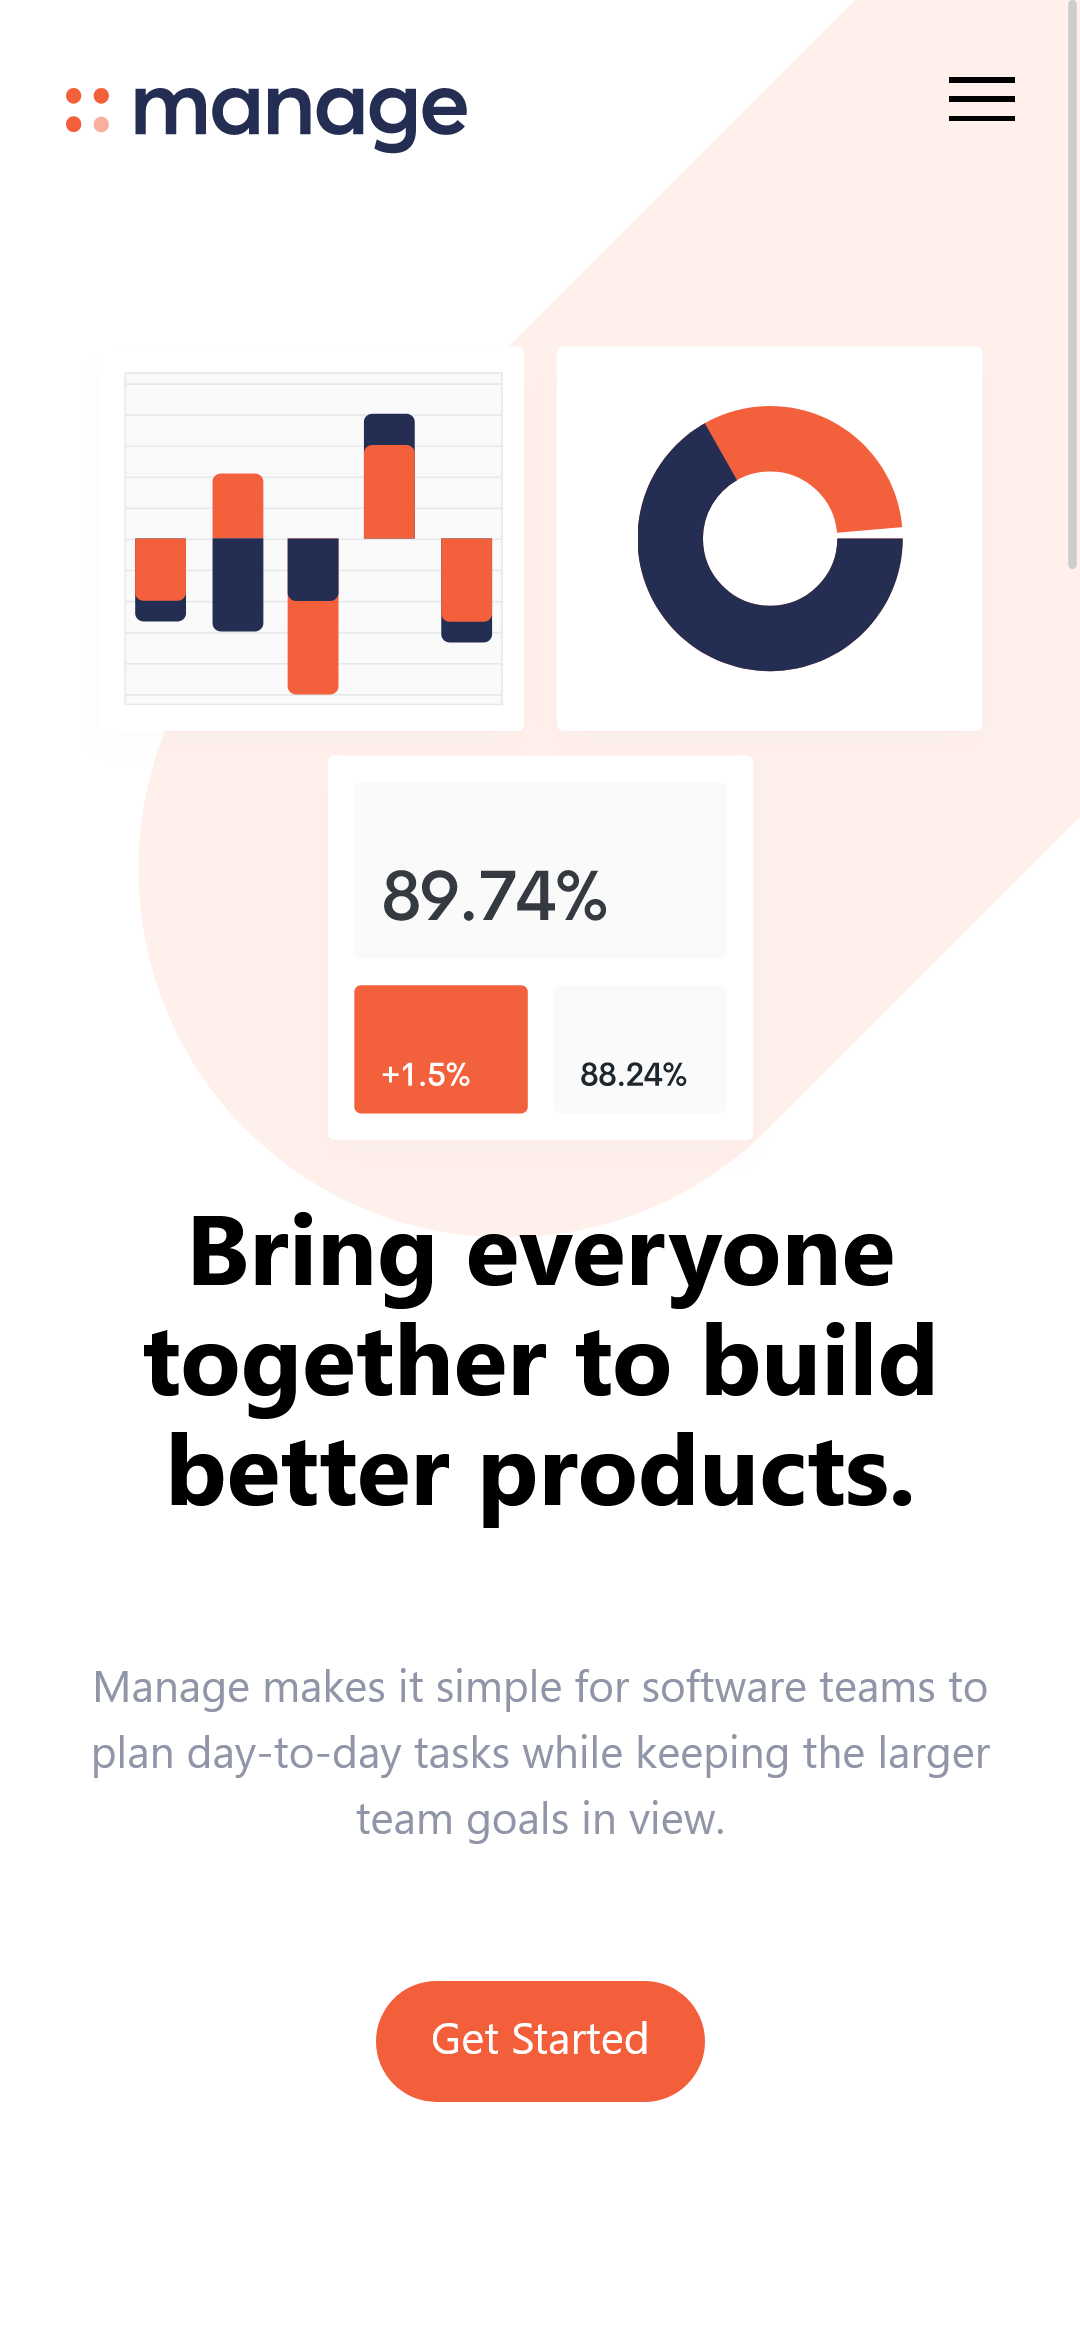 manage
89.74%
+1.5%
88.24%
Bring everyone
together to build
better products.
Manage makes it simple for software teams to
plan day-to-day tasks while keeping the larger
team goals in view.
Get Started